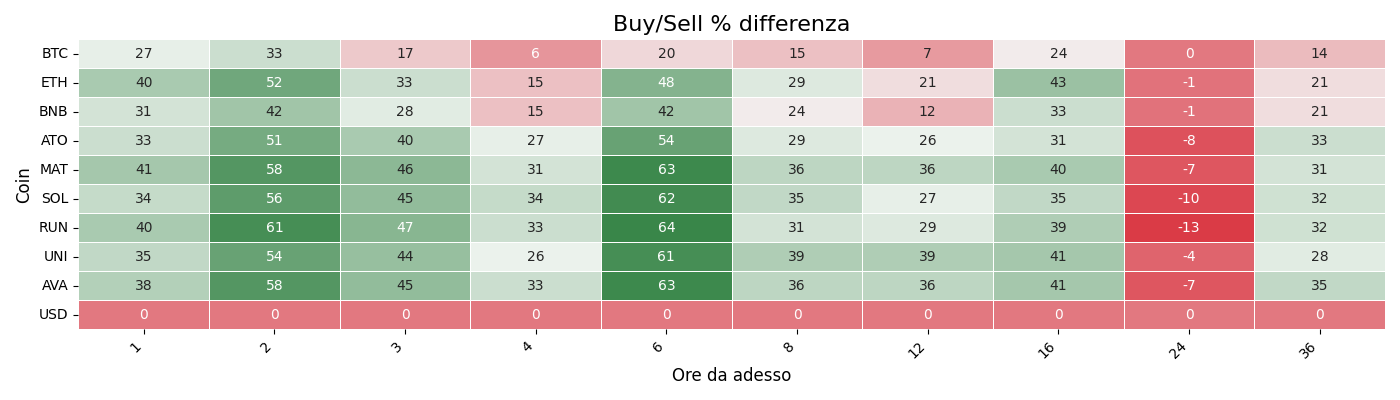 Buy/Sell % differenza
BTC 27 33 17 6 20 15 7 24 0 14
ETH 40 52 33 15 48 29 21 43 -1 21
BNB 31 42 28 15 42 24 12 33 -1 21
ATO 33 51 40 27 54 29 26 31 -8 33
MAT 41 58 46 31 63 36 36 40 -7 31
SOL 34 56 45 34 62 35 27 35 -10 32
RUN 40 61 47 33 64 31 29 39 -13 32
UNI 35 54 44 26 61 39 39 41 -4 28
AVA 38 58 45 33 63 36 36 41 -7 35
USD 0 0 0 0 0 0 0 0 0 0
1 2 3 4 6 8 12 16 24 36
Coin
Ore da adesso